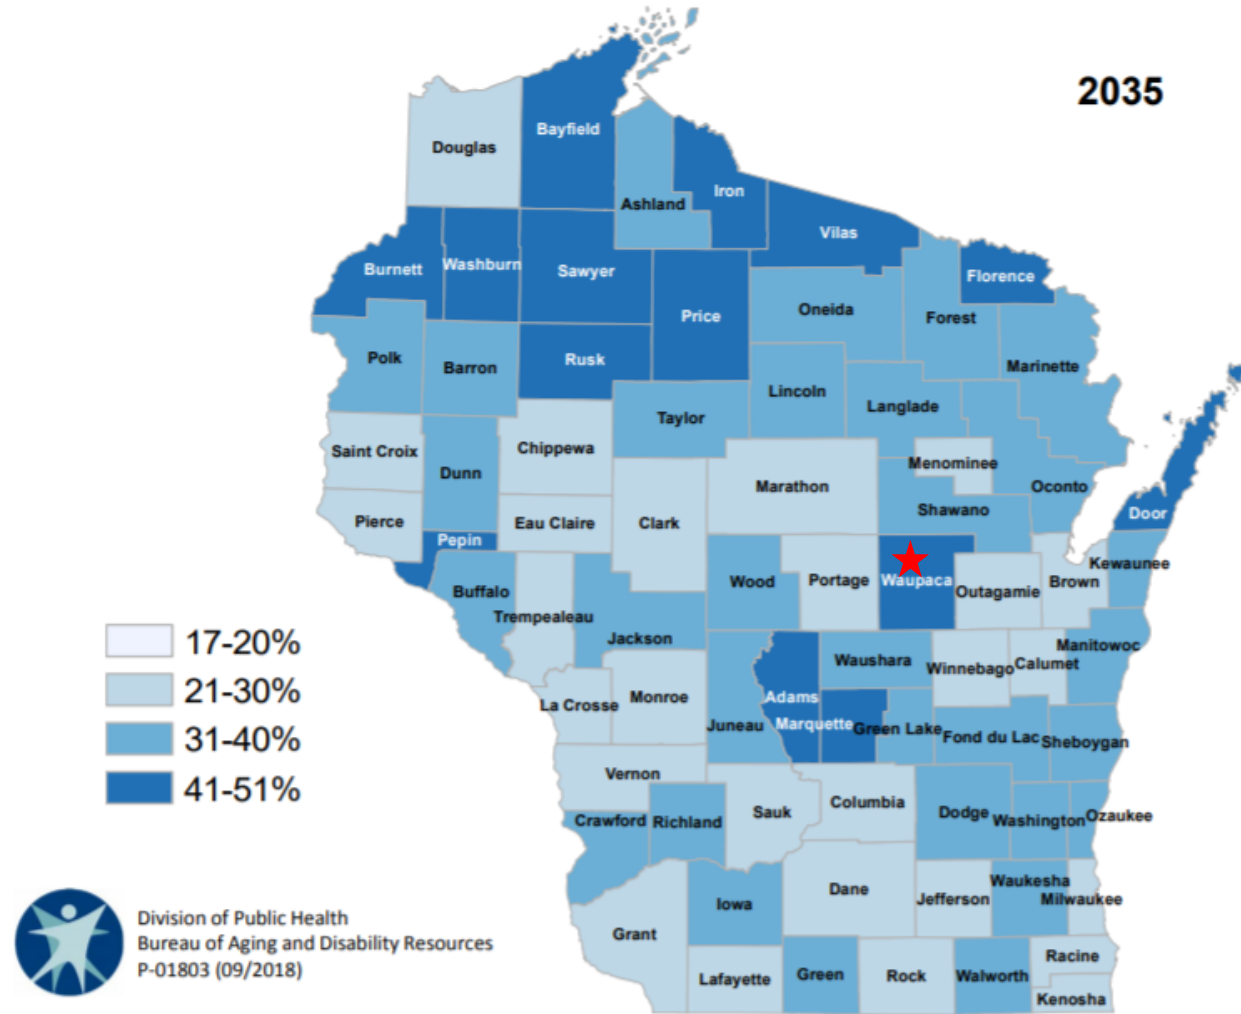 2035
Bayfield
Douglas
Iron
Ashland
Vilas
Burnett
Washburn
Sawyer
Florence
Price
Oneida
Forest
Polk
Barron
Rusk
Marinette
Lincoln
Langlade
Taylor
Saint Croix
Chippewa
Menominee
Dunn
Marathon
Oconto
Shawano
Door
Pierce
Eau Claire
Clark
Pepin
Kewaunee
Wood
Portage
Waupaca
Brown
Buffalo
Outagamie
Trempealeau
17-20%
Jackson
Manitowoc
Waushara
Winnebago
Calumet
21-30%
Monroe
Adams
La Crosse
Marquette
Juneau
Green Lake
Fond du Lac
Sheboygan
31-40%
Vernon
41-51%
Columbia
Sauk
Dodge
Ozaukee
Crawford
Richland
Washington
Waukesha
Dane
Jefferson
Milwaukee
Iowa
Grant
Racine
Lafayette
Green
Rock
Walworth
Kenosha
Division of Public Health
Bureau of Aging and Disability Resources
P-01803 (09/2018)